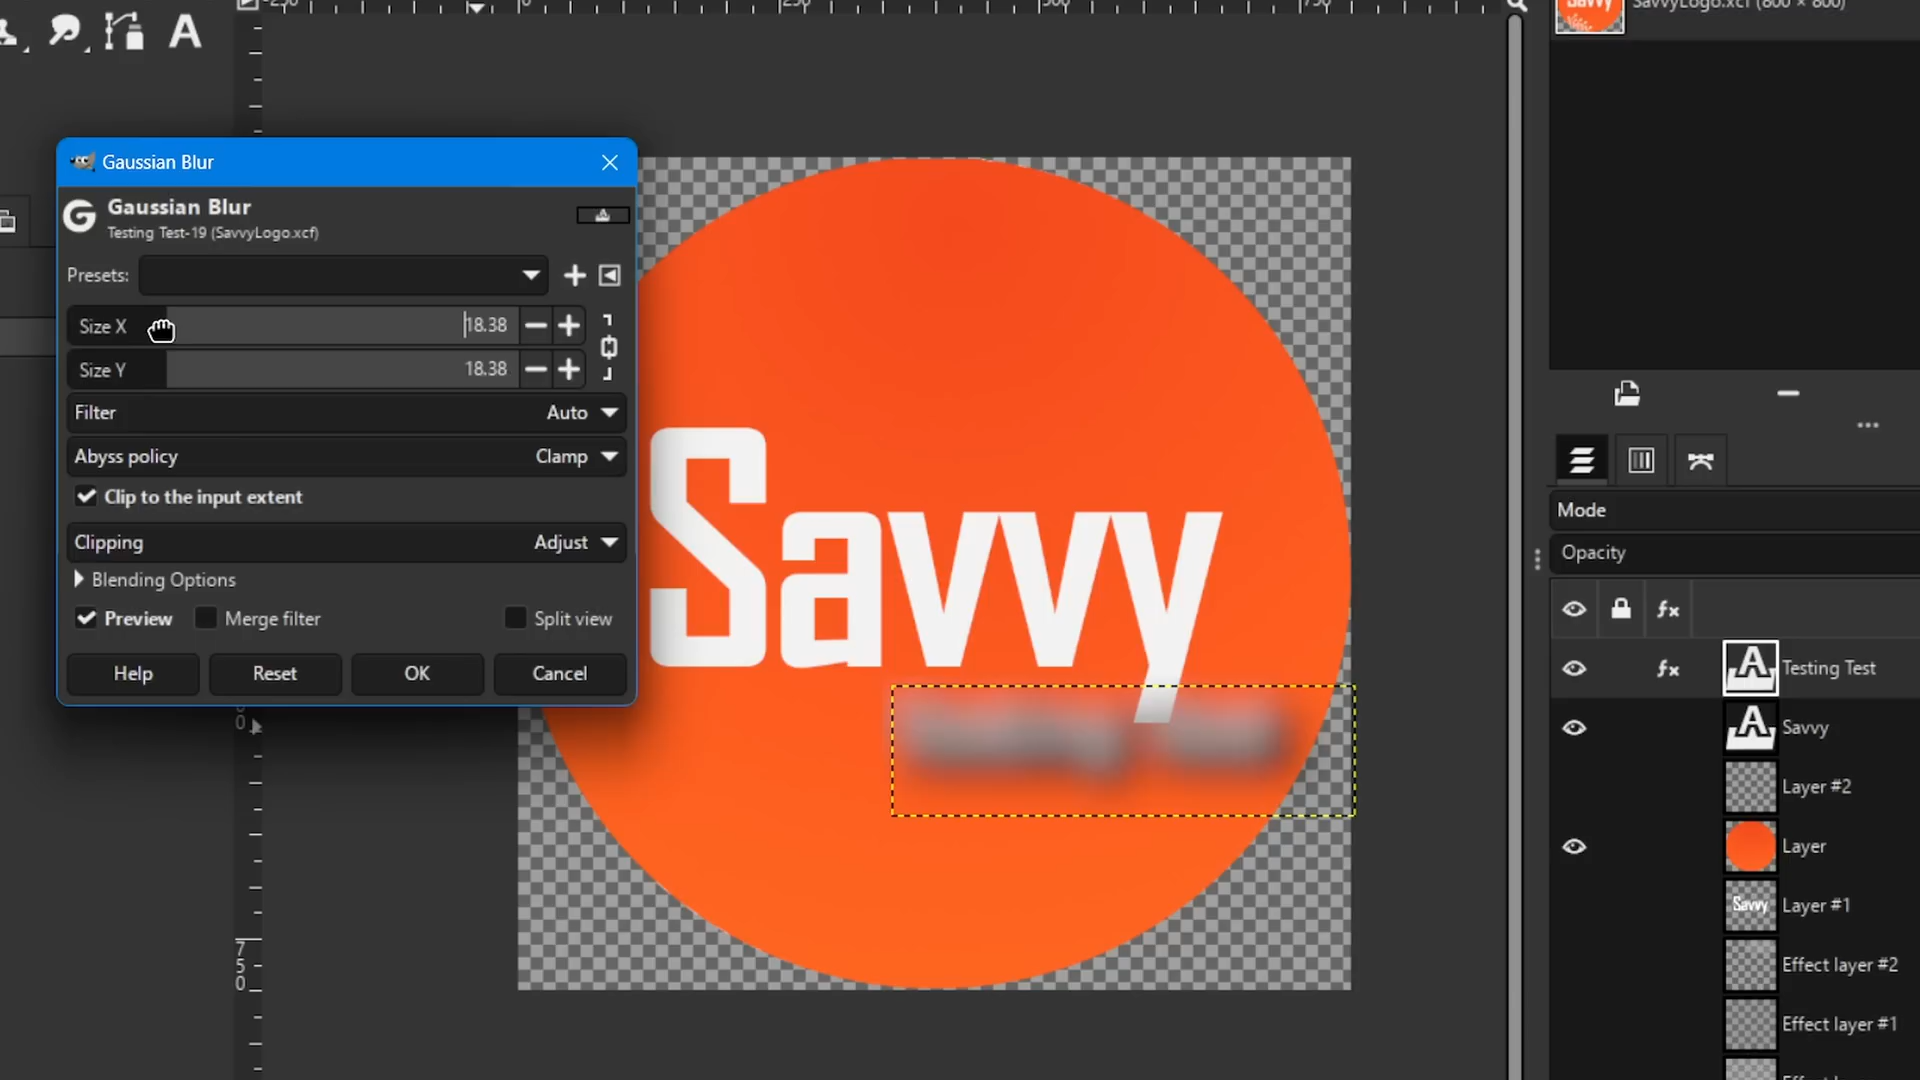 SavvyLogo.xcf (800 × 800)
Gaussian Blur
Gaussian Blur
Testing Test-19 (SavvyLogo.xcf)
Presets:
Size X 18.38
Size Y 18.38
Filter Auto
Abyss policy Clamp
Clip to the input extent
Clipping Adjust
Blending Options
Preview Merge filter Split view
Help Reset OK Cancel
Savvy
750
Mode
Opacity
fx
fx Testing Test
Savvy
Layer #2
Layer
Savvy Layer #1
Effect layer #2
Effect layer #1